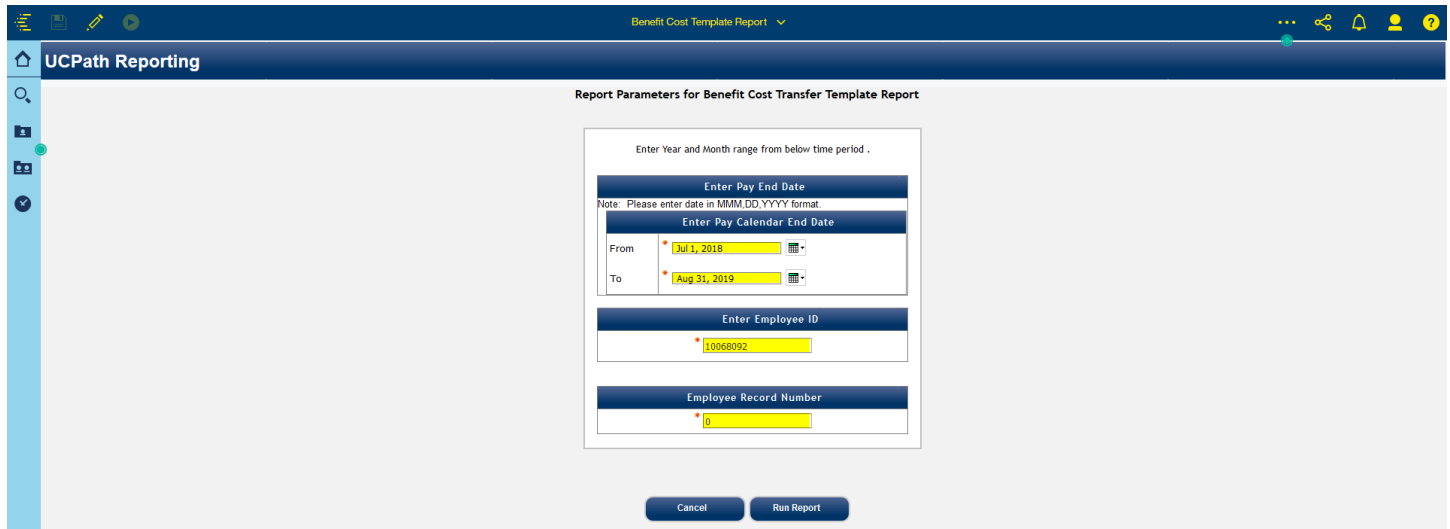 Benefit Cost Template Report
UCPath Reporting
Report Parameters for Benefit Cost Transfer Template Report
Enter Year and Month range from below time period .
Enter Pay End Date
Note: Please enter date in MMM,DD,YYYY format.
Enter Pay Calendar End Date
From * Jul 1, 2018
To * Aug 31, 2019
Enter Employee ID
* 10068092
Employee Record Number
* 0
Cancel Run Report